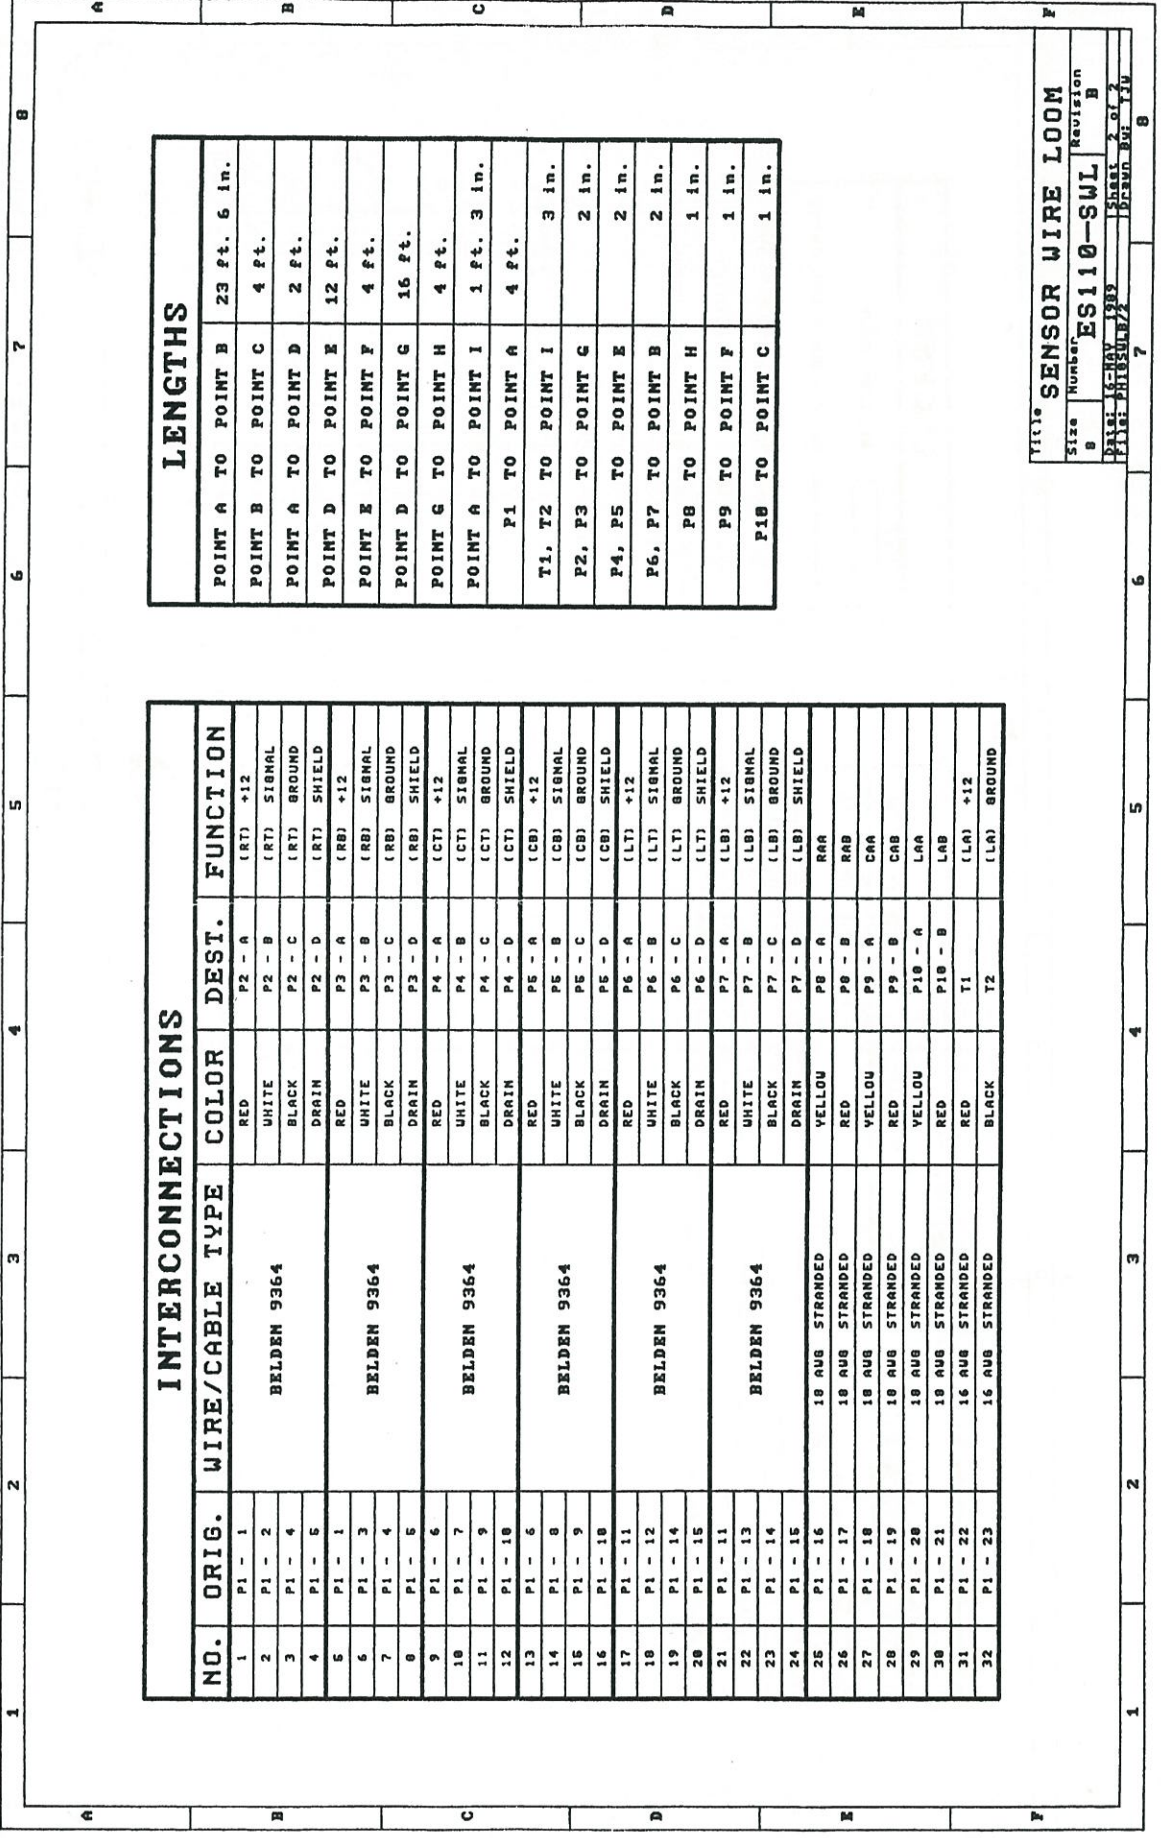 INTERCONNECTIONS
NO. ORIG. WIRE/CABLE TYPE COLOR DEST. FUNCTION
1 P1 - 1 BELDEN 9364 RED P2 - A (RT) +12
2 P1 - 2 WHITE P2 - B (RT) SIGNAL
3 P1 - 4 BLACK P2 - C (RT) GROUND
4 P1 - 5 DRAIN P2 - D (RT) SHIELD
5 P1 - 1 BELDEN 9364 RED P3 - A (RB) +12
6 P1 - 3 WHITE P3 - B (RB) SIGNAL
7 P1 - 4 BLACK P3 - C (RB) GROUND
8 P1 - 5 DRAIN P3 - D (RB) SHIELD
9 P1 - 6 BELDEN 9364 RED P4 - A (CT) +12
10 P1 - 7 WHITE P4 - B (CT) SIGNAL
11 P1 - 9 BLACK P4 - C (CT) GROUND
12 P1 - 10 DRAIN P4 - D (CT) SHIELD
13 P1 - 6 BELDEN 9364 RED P5 - A (CB) +12
14 P1 - 8 WHITE P5 - B (CB) SIGNAL
15 P1 - 9 BLACK P5 - C (CB) GROUND
16 P1 - 10 DRAIN P5 - D (CB) SHIELD
17 P1 - 11 BELDEN 9364 RED P6 - A (LT) +12
18 P1 - 12 WHITE P6 - B (LT) SIGNAL
19 P1 - 14 BLACK P6 - C (LT) GROUND
20 P1 - 15 DRAIN P6 - D (LT) SHIELD
21 P1 - 11 BELDEN 9364 RED P7 - A (LB) +12
22 P1 - 13 WHITE P7 - B (LB) SIGNAL
23 P1 - 14 BLACK P7 - C (LB) GROUND
24 P1 - 15 DRAIN P7 - D (LB) SHIELD
25 P1 - 16 18 AWG STRANDED YELLOW P8 - A RAA
26 P1 - 17 18 AWG STRANDED RED P8 - B RAB
27 P1 - 18 18 AWG STRANDED YELLOW P9 - A CAA
28 P1 - 19 18 AWG STRANDED RED P9 - B CAB
29 P1 - 20 18 AWG STRANDED YELLOW P10 - A LAA
30 P1 - 21 18 AWG STRANDED RED P10 - B LAB
31 P1 - 22 16 AWG STRANDED RED T1 (LA) +12
32 P1 - 23 16 AWG STRANDED BLACK T2 (LA) GROUND
LENGTHS
POINT A TO POINT B 23 ft. 6 in.
POINT B TO POINT C 4 ft.
POINT A TO POINT D 2 ft.
POINT D TO POINT E 12 ft.
POINT E TO POINT F 4 ft.
POINT D TO POINT G 16 ft.
POINT G TO POINT H 4 ft.
POINT A TO POINT I 1 ft. 3 in.
P1 TO POINT A 4 ft.
T1, T2 TO POINT I 3 in.
P2, P3 TO POINT G 2 in.
P4, P5 TO POINT E 2 in.
P6, P7 TO POINT B 2 in.
P8 TO POINT H 1 in.
P9 TO POINT F 1 in.
P10 TO POINT C 1 in.
Title
SENSOR WIRE LOOM
Size Number Revision
B ES110-SWL B
Date: 16-MAY 1989 Sheet 2 of 2
File: PH10SWLB/2 Drawn By: TJW
1 2 3 4 5 6 7 8
A B C D E F
1 2 3 4 5 6 7 8
A B C D E F